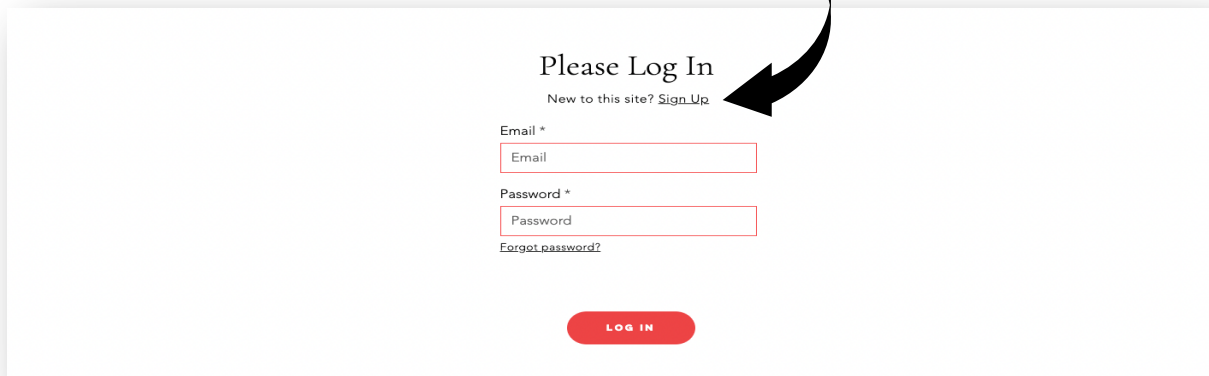 Please Log In
New to this site? Sign Up
Email *
Email
Password *
Password
Forgot password?
LOG IN